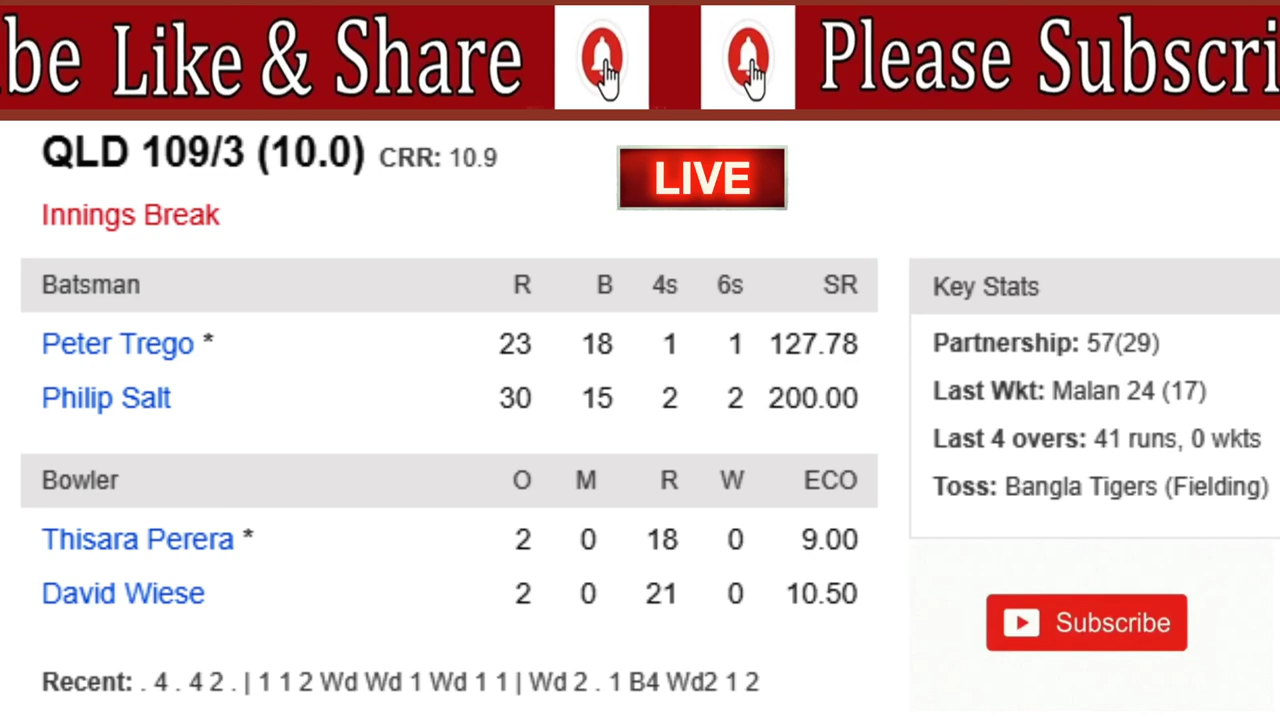 be Like & Share Please Subscri
QLD 109/3 (10.0) CRR: 10.9
LIVE
Innings Break
Batsman R B 4s 6s SR
Peter Trego * 23 18 1 1 127.78
Philip Salt 30 15 2 2 200.00
Bowler O M R W ECO
Thisara Perera * 2 0 18 0 9.00
David Wiese 2 0 21 0 10.50
Recent: . 4 . 4 2 . | 1 1 2 Wd Wd 1 Wd 1 1 | Wd 2 . 1 B4 Wd2 1 2
Key Stats
Partnership: 57(29)
Last Wkt: Malan 24 (17)
Last 4 overs: 41 runs, 0 wkts
Toss: Bangla Tigers (Fielding)
Subscribe